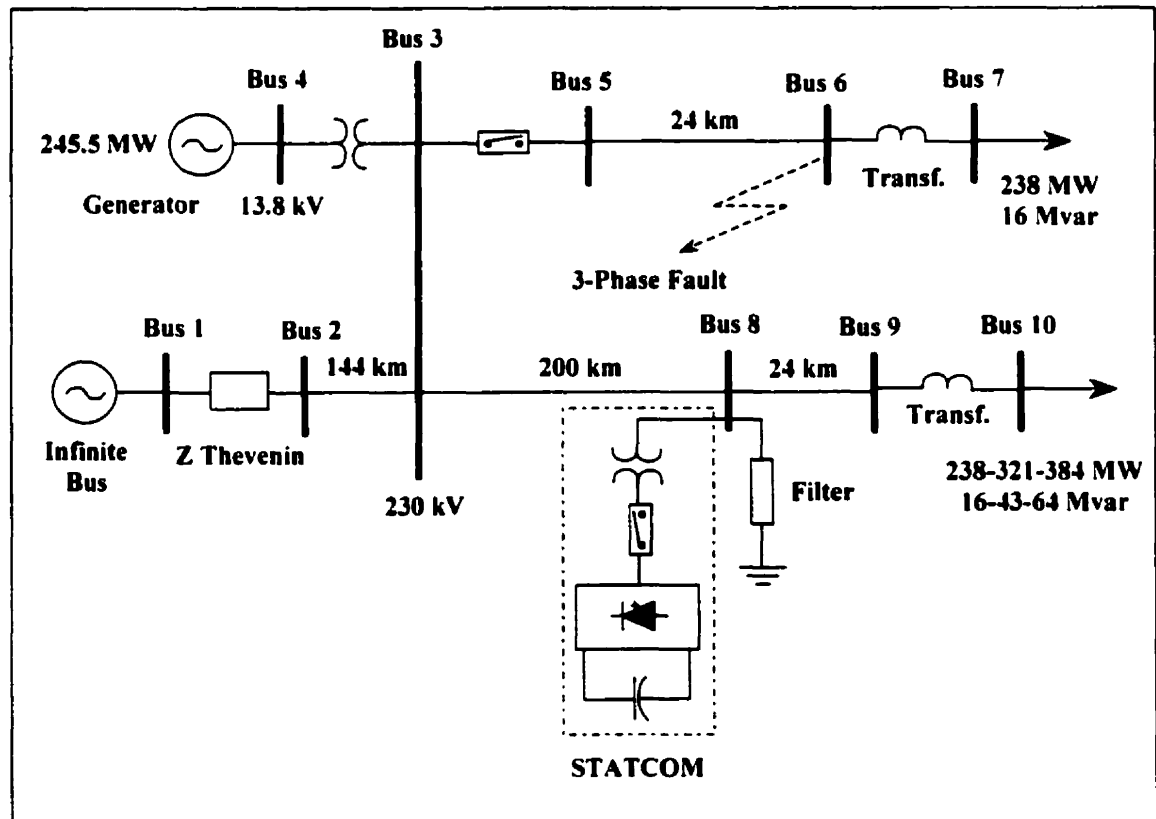 Bus 3
Bus 4
Bus 5
Bus 6
Bus 7
245.5 MW
24 km
Generator
13.8 kV
Transf.
238 MW
16 Mvar
3-Phase Fault
Bus 1
Bus 2
Bus 8
Bus 9
Bus 10
144 km
200 km
24 km
Infinite
Bus
Z Thevenin
Transf.
230 kV
Filter
238-321-384 MW
16-43-64 Mvar
STATCOM